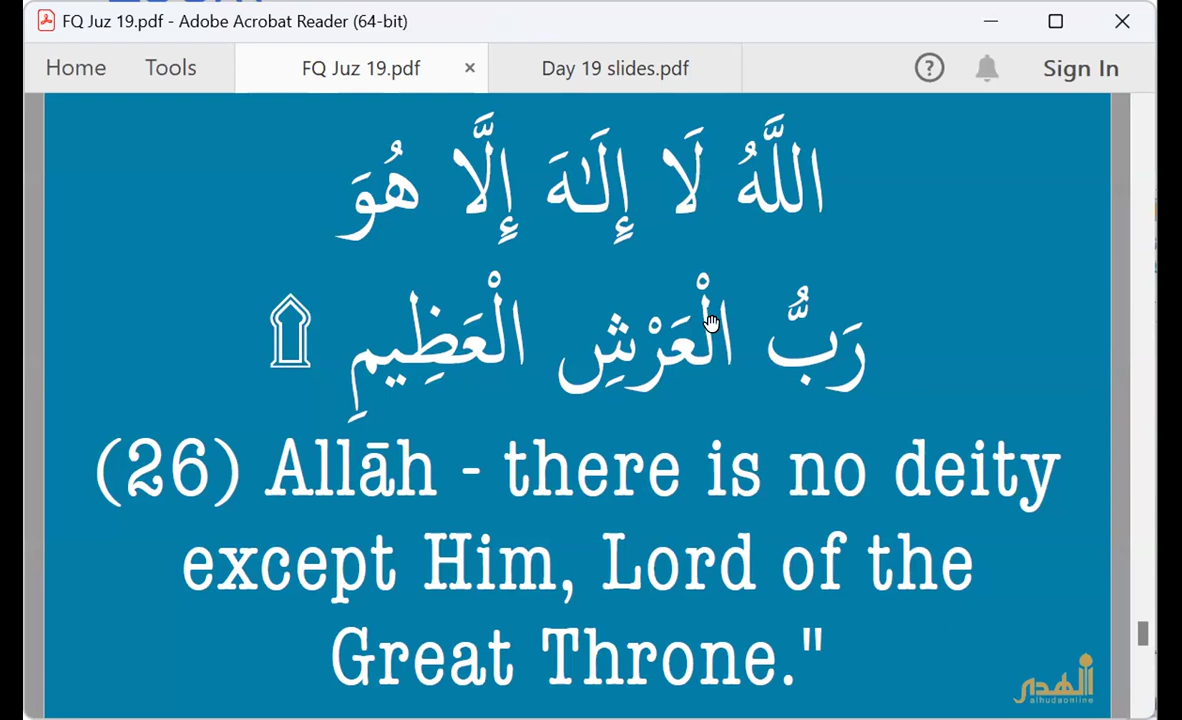 FQ Juz 19.pdf - Adobe Acrobat Reader (64-bit)
Home Tools FQ Juz 19.pdf × Day 19 slides.pdf ? Sign In
اللَّهُ لَا إِلَـٰهَ إِلَّا هُوَ
رَبُّ الْعَرْشِ الْعَظِيمِ ۩
(26) Allāh - there is no deity
except Him, Lord of the
Great Throne."
الهدى
alhudaonline